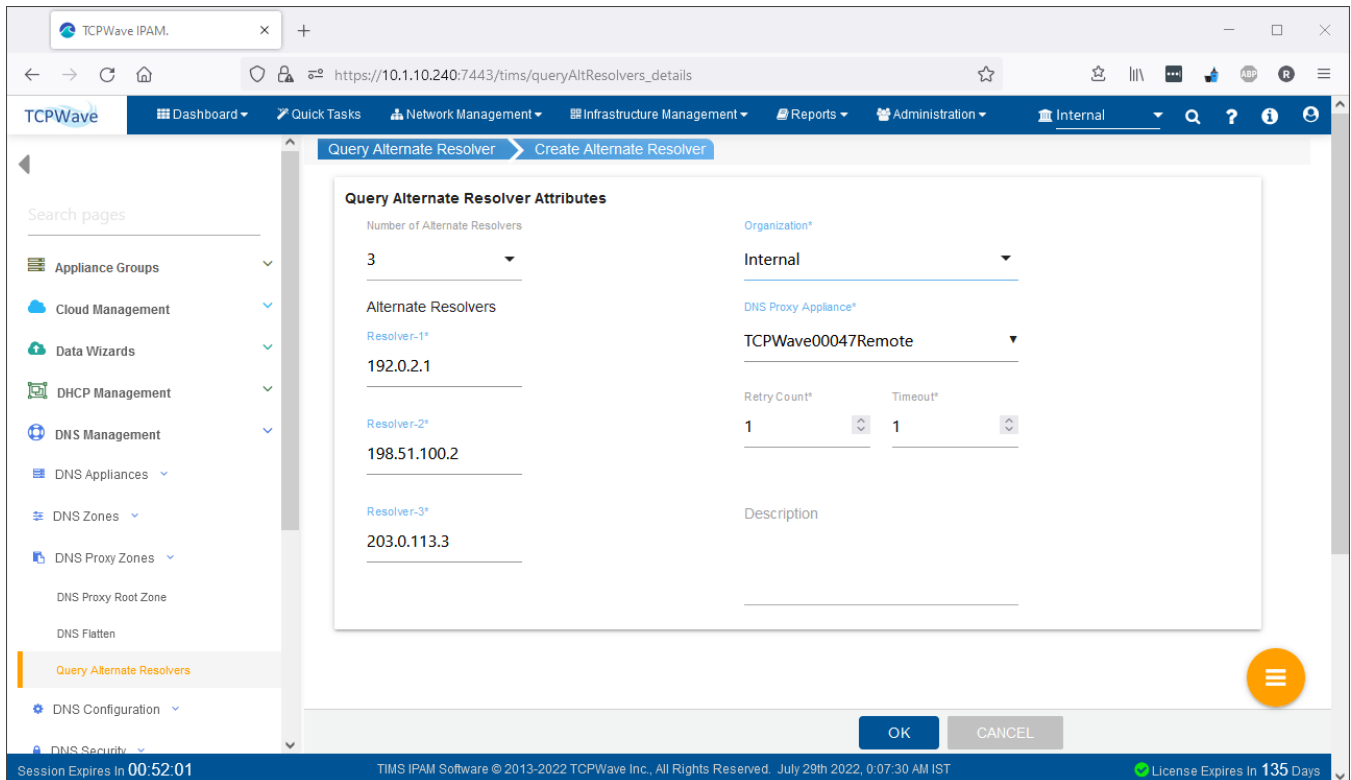 TCPWave IPAM.
https://10.1.10.240:7443/tims/queryAltResolvers_details
ABP
R
TCPWave
Dashboard
Quick Tasks
Network Management
Infrastructure Management
Reports
Administration
Internal
Query Alternate Resolver
Create Alternate Resolver
Search pages
Appliance Groups
Cloud Management
Data Wizards
DHCP Management
DNS Management
DNS Appliances
DNS Zones
DNS Proxy Zones
DNS Proxy Root Zone
DNS Flatten
Query Alternate Resolvers
DNS Configuration
DNS Security
Query Alternate Resolver Attributes
Number of Alternate Resolvers
3
Alternate Resolvers
Resolver-1*
192.0.2.1
Resolver-2*
198.51.100.2
Resolver-3*
203.0.113.3
Organization*
Internal
DNS Proxy Appliance*
TCPWave00047Remote
Retry Count*
1
Timeout*
1
Description
OK
CANCEL
Session Expires In 00:52:01
TIMS IPAM Software © 2013-2022 TCPWave Inc., All Rights Reserved. July 29th 2022, 0:07:30 AM IST
License Expires In 135 Days